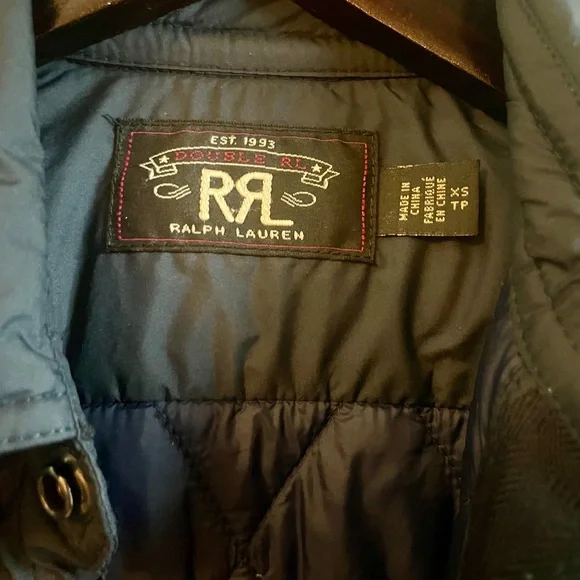 EST. 1993
DOUBLE RL
RRL
RALPH LAUREN
MADE IN
CHINA
FABRIQUÉ
EN CHINE
XS
TP